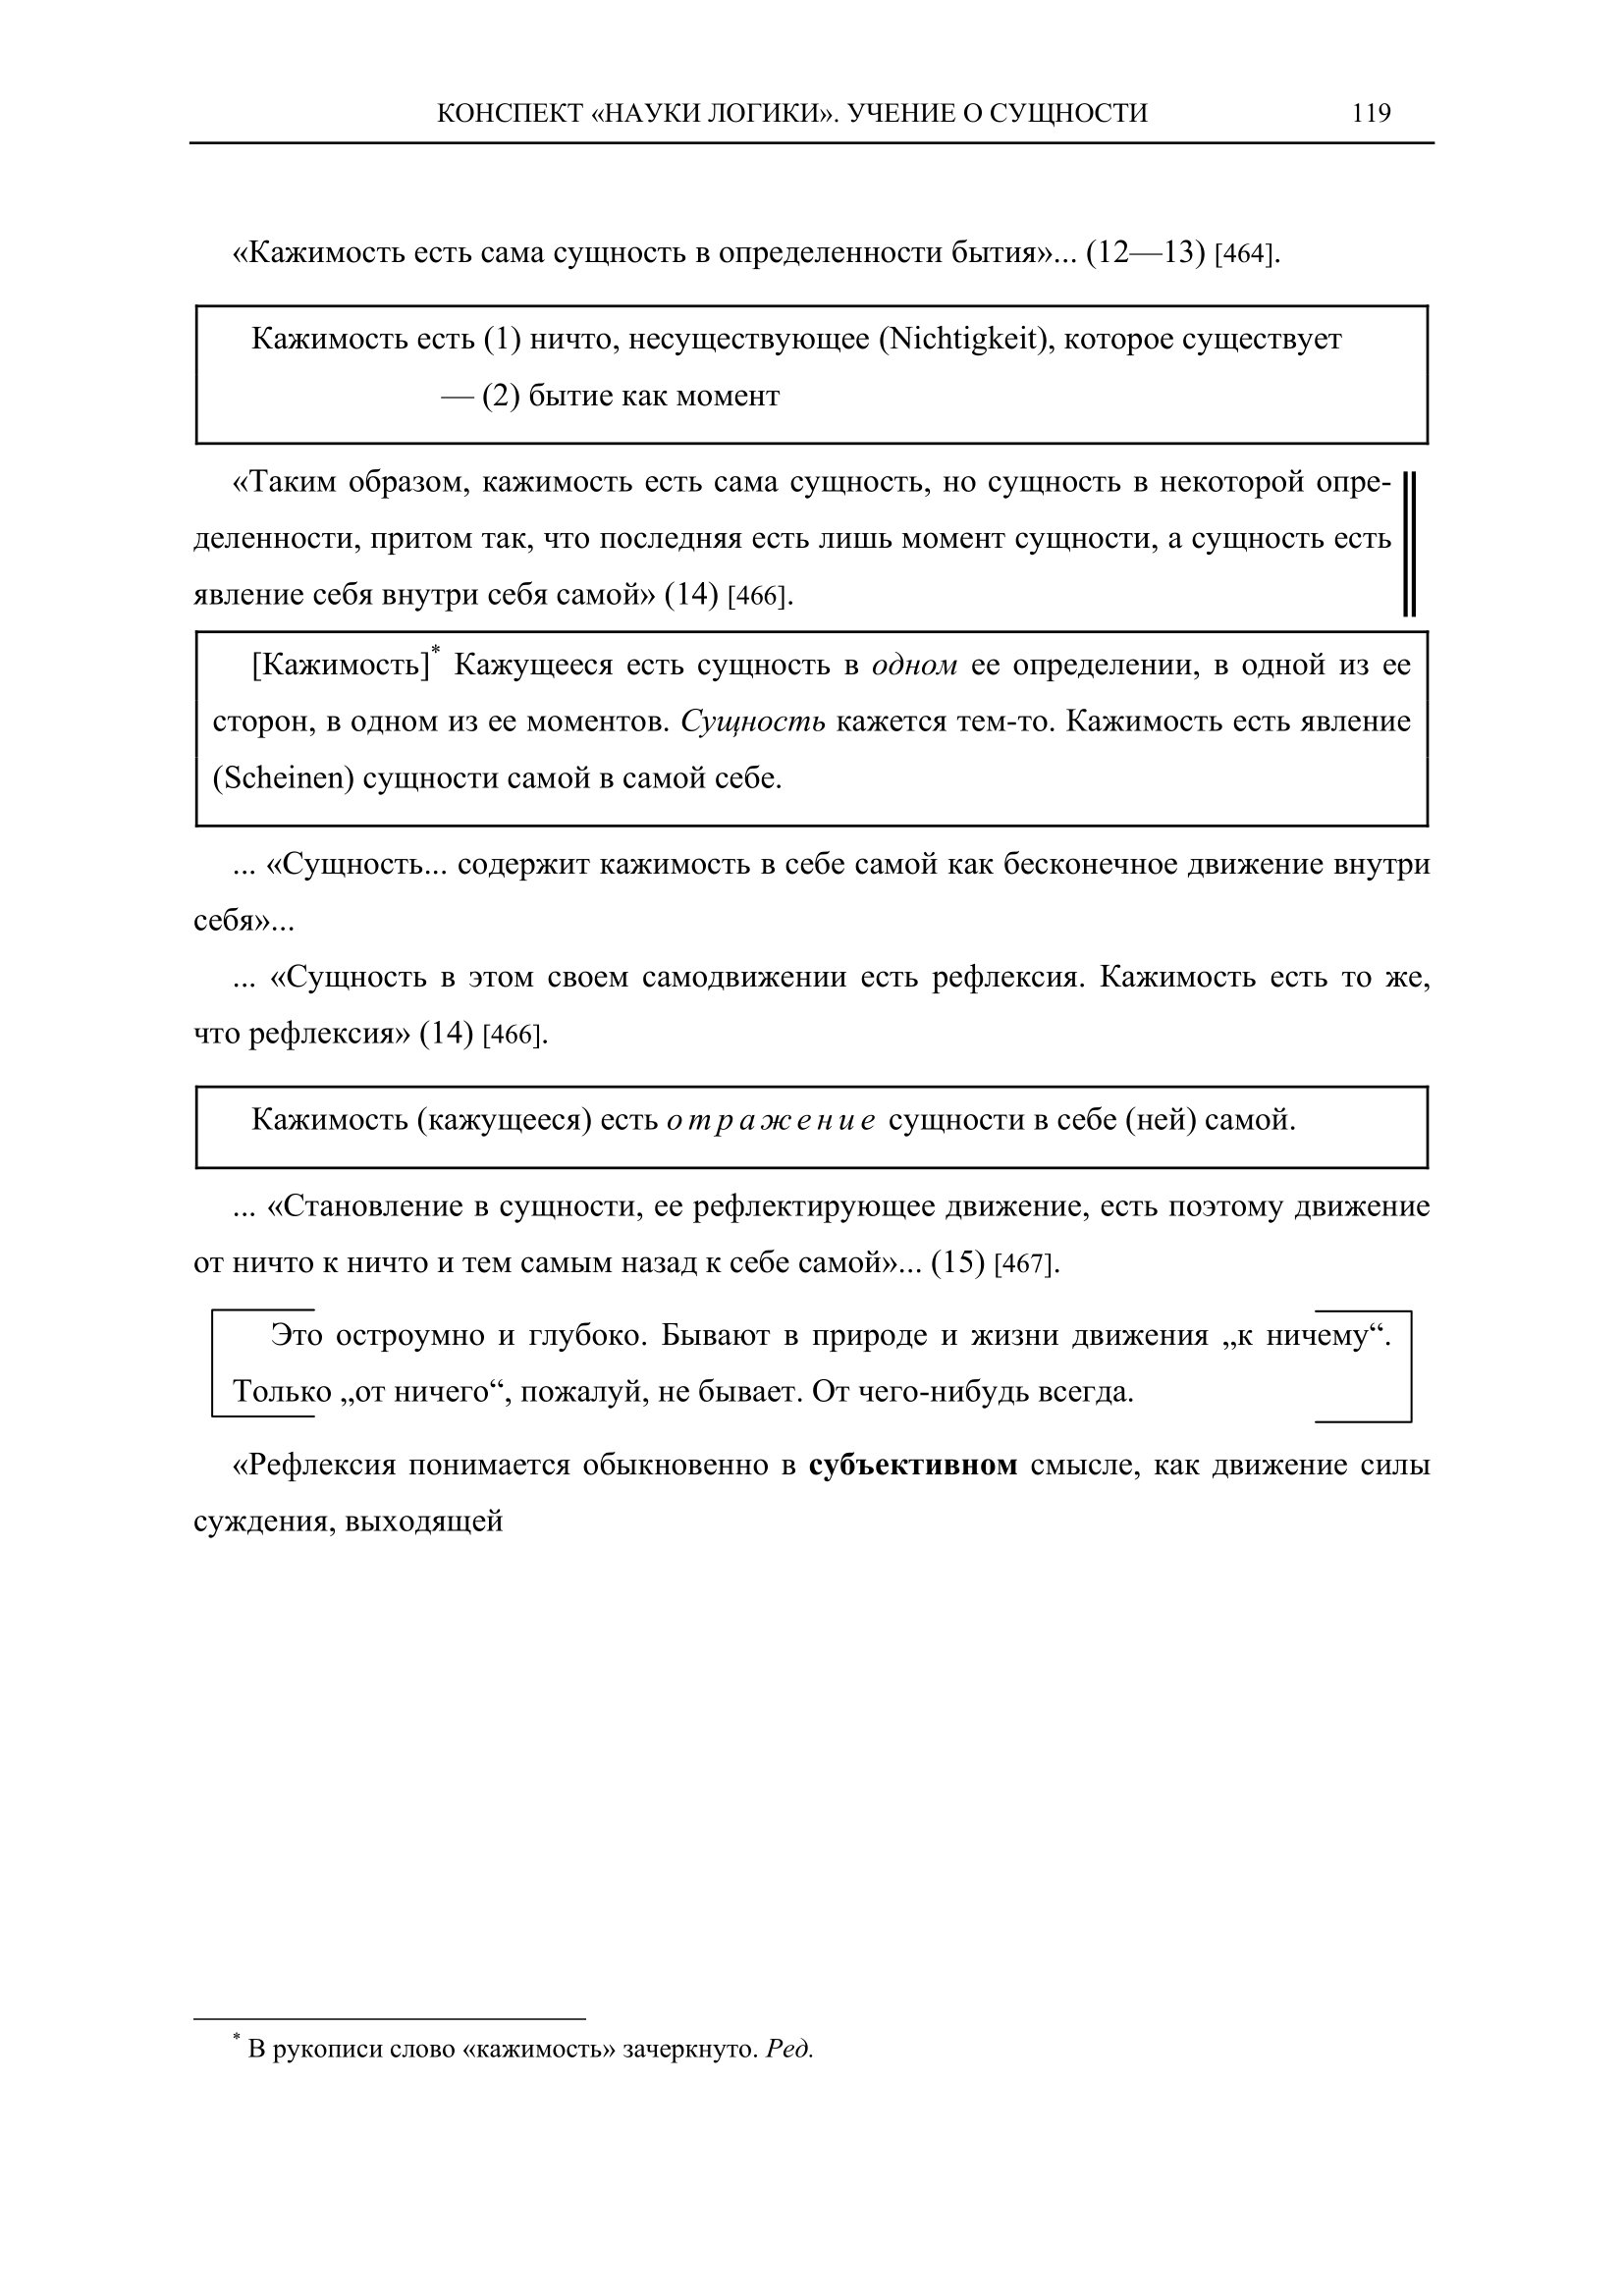 КОНСПЕКТ «НАУКИ ЛОГИКИ». УЧЕНИЕ О СУЩНОСТИ 119
«Кажимость есть сама сущность в определенности бытия»... (12—13) [464].
Кажимость есть (1) ничто, несуществующее (Nichtigkeit), которое существует
— (2) бытие как момент
«Таким образом, кажимость есть сама сущность, но сущность в некоторой опре-
деленности, притом так, что последняя есть лишь момент сущности, а сущность есть
явление себя внутри себя самой» (14) [466].
[Кажимость]* Кажущееся есть сущность в одном ее определении, в одной из ее
сторон, в одном из ее моментов. Сущность кажется тем-то. Кажимость есть явление
(Scheinen) сущности самой в самой себе.
... «Сущность... содержит кажимость в себе самой как бесконечное движение внутри
себя»...
... «Сущность в этом своем самодвижении есть рефлексия. Кажимость есть то же,
что рефлексия» (14) [466].
Кажимость (кажущееся) есть отражение сущности в себе (ней) самой.
... «Становление в сущности, ее рефлектирующее движение, есть поэтому движение
от ничто к ничто и тем самым назад к себе самой»... (15) [467].
Это остроумно и глубоко. Бывают в природе и жизни движения „к ничему“.
Только „от ничего“, пожалуй, не бывает. От чего-нибудь всегда.
«Рефлексия понимается обыкновенно в субъективном смысле, как движение силы
суждения, выходящей
* В рукописи слово «кажимость» зачеркнуто. Ред.